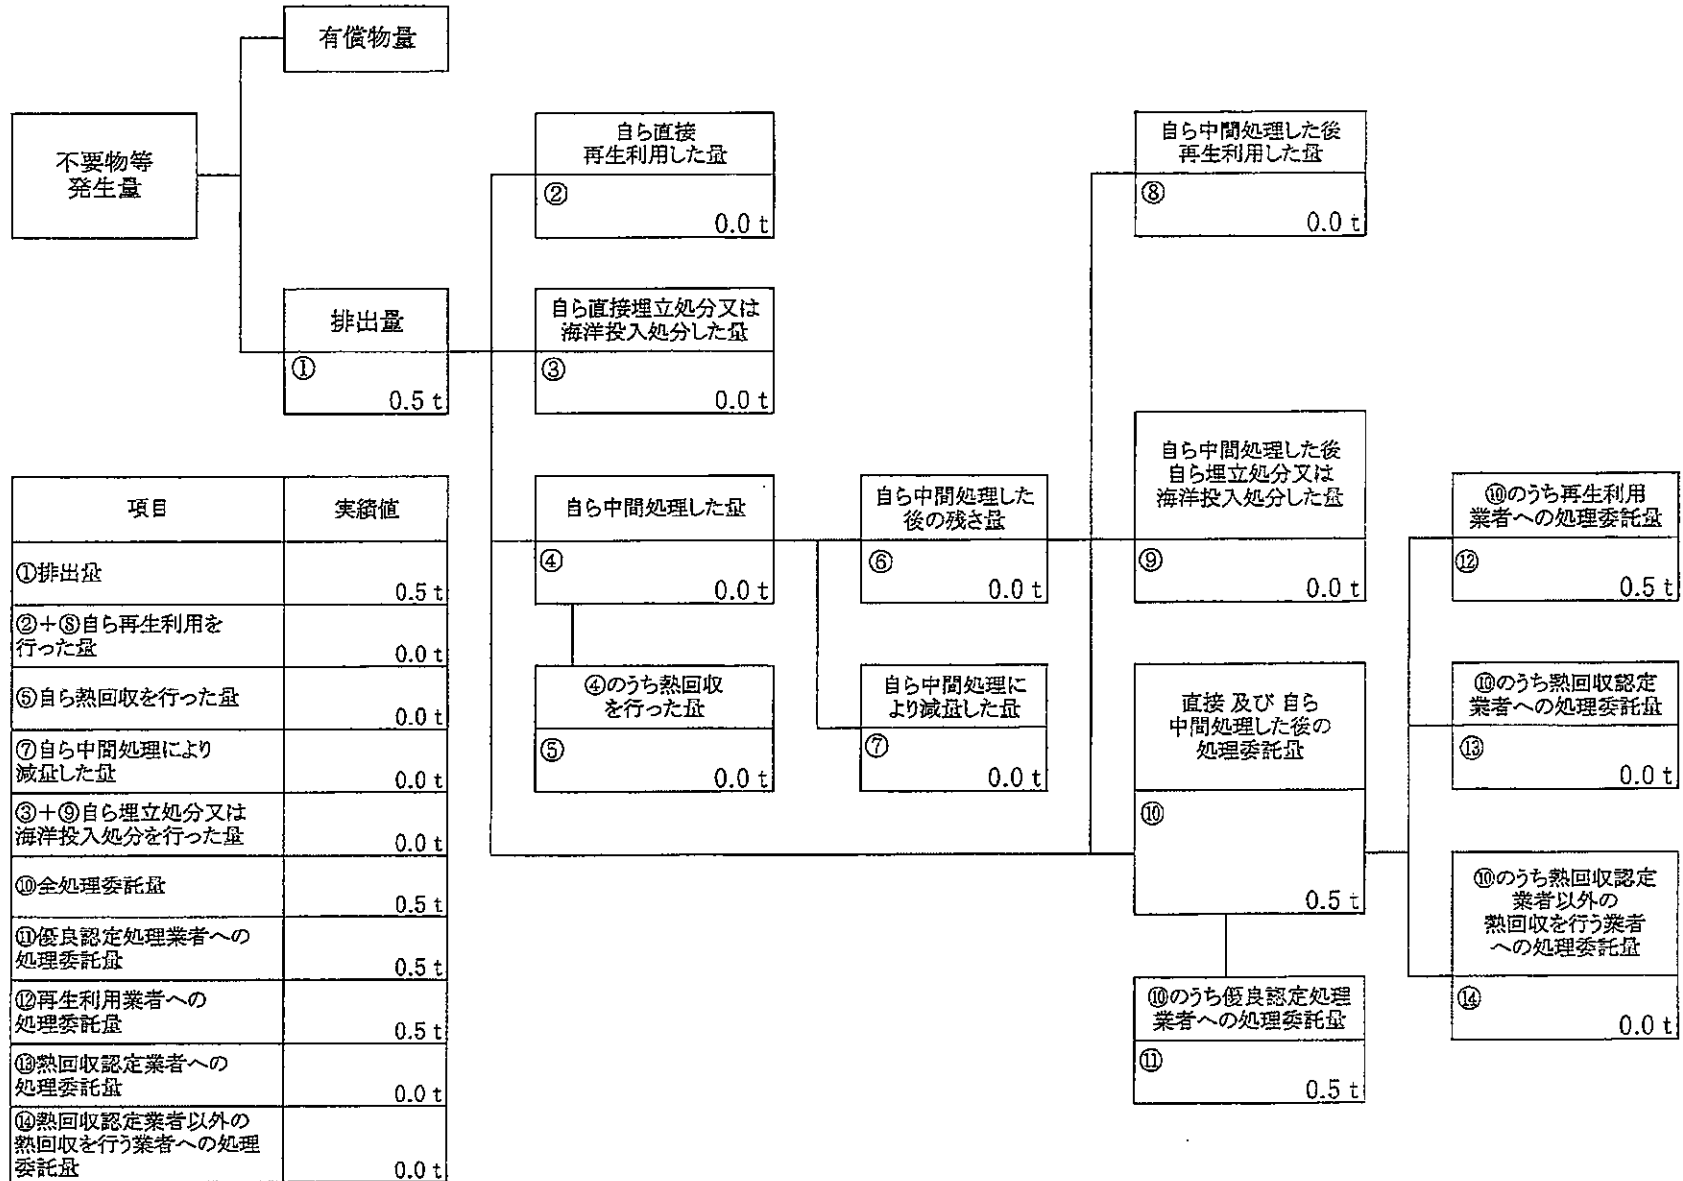 有償物量
不要物等
発生量
排出量
①
0.5 t
自ら直接
再生利用した量
②
0.0 t
自ら直接埋立処分又は
海洋投入処分した量
③
0.0 t
自ら中間処理した量
④
0.0 t
④のうち熱回収
を行った量
⑤
0.0 t
自ら中間処理した
後の残さ量
⑥
0.0 t
自ら中間処理に
より減量した量
⑦
0.0 t
自ら中間処理した後
再生利用した量
⑧
0.0 t
自ら中間処理した後
自ら埋立処分又は
海洋投入処分した量
⑨
0.0 t
直接 及び 自ら
中間処理した後の
処理委託量
⑩
0.5 t
⑩のうち優良認定処理
業者への処理委託量
⑪
0.5 t
⑩のうち再生利用
業者への処理委託量
⑫
0.5 t
⑩のうち熱回収認定
業者への処理委託量
⑬
0.0 t
⑩のうち熱回収認定
業者以外の
熱回収を行う業者
への処理委託量
⑭
0.0 t
項目 実績値
①排出量
0.5 t
②+⑧自ら再生利用を
行った量
0.0 t
⑤自ら熱回収を行った量
0.0 t
⑦自ら中間処理により
減量した量
0.0 t
③+⑨自ら埋立処分又は
海洋投入処分を行った量
0.0 t
⑩全処理委託量
0.5 t
⑪優良認定処理業者への
処理委託量
0.5 t
⑫再生利用業者への
処理委託量
0.5 t
⑬熱回収認定業者への
処理委託量
0.0 t
⑭熱回収認定業者以外の
熱回収を行う業者への処理
委託量
0.0 t